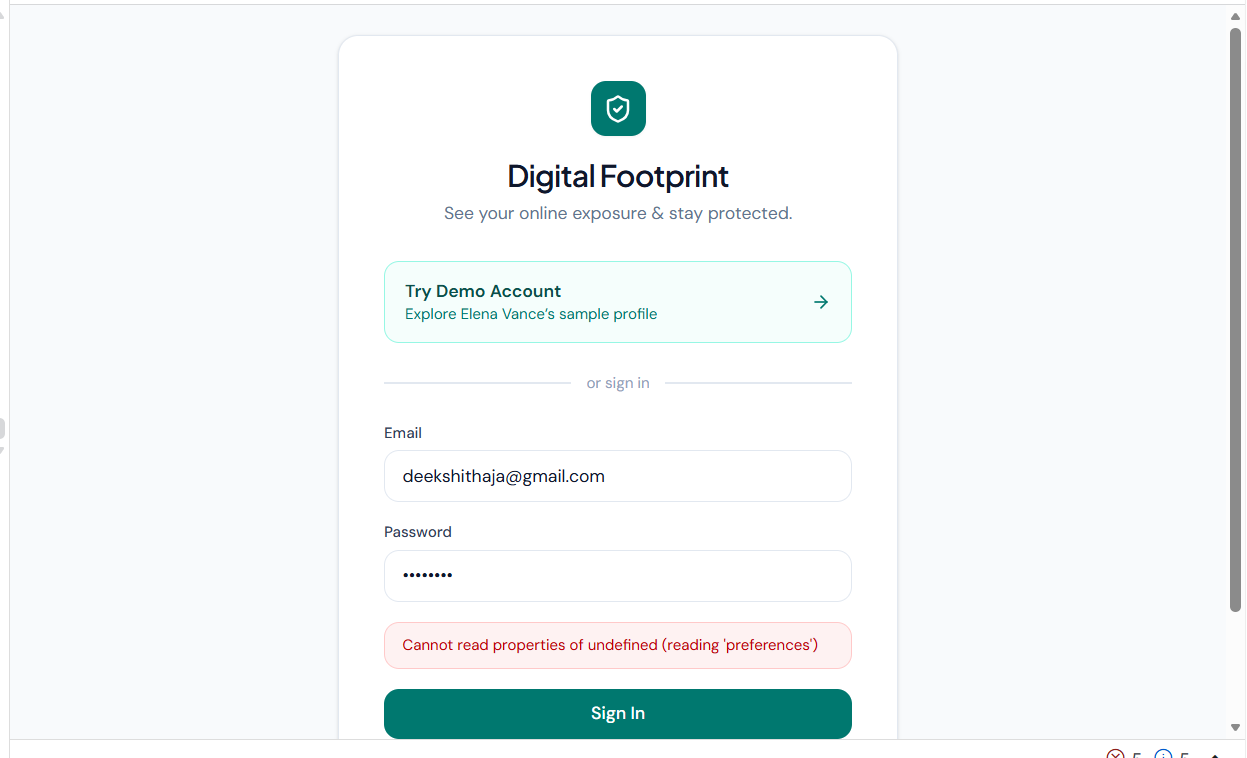 Digital Footprint
See your online exposure & stay protected.
Try Demo Account
Explore Elena Vance's sample profile
or sign in
Email
deekshithaja@gmail.com
Password
••••••••
Cannot read properties of undefined (reading 'preferences')
Sign In